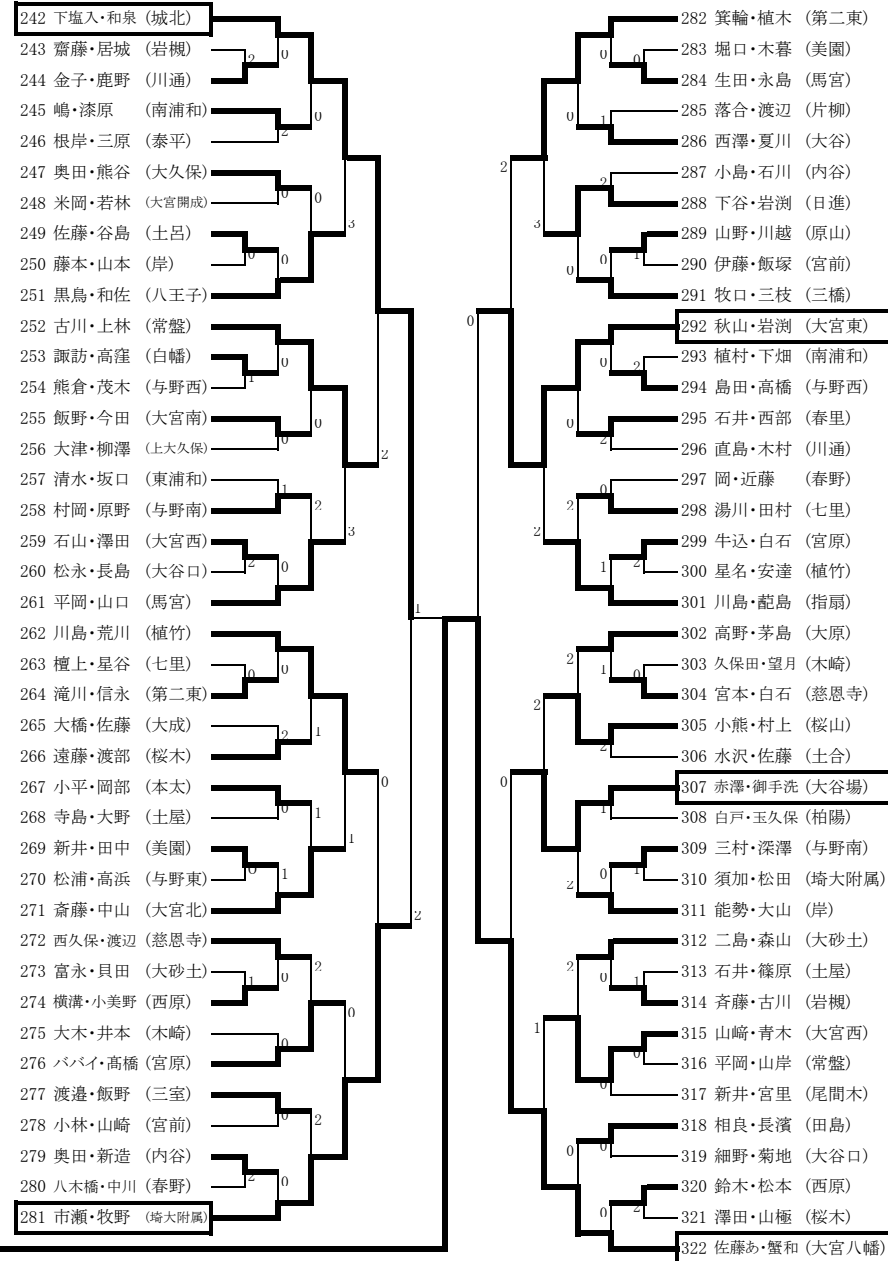 242 下塩入・和泉 (城北)
243 齋藤・居城 (岩槻)
244 金子・鹿野 (川通)
245 嶋・漆原 (南浦和)
246 根岸・三原 (泰平)
247 奥田・熊谷 (大久保)
248 米岡・若林 (大宮開成)
249 佐藤・谷島 (土呂)
250 藤本・山本 (岸)
251 黒鳥・和佐 (八王子)
252 古川・上林 (常盤)
253 諏訪・高窪 (白幡)
254 熊倉・茂木 (与野西)
255 飯野・今田 (大宮南)
256 大津・柳澤 (上大久保)
257 清水・坂口 (東浦和)
258 村岡・原野 (与野南)
259 石山・澤田 (大宮西)
260 松永・長島 (大谷口)
261 平岡・山口 (馬宮)
262 川島・荒川 (植竹)
263 檀上・星谷 (七里)
264 滝川・信永 (第二東)
265 大橋・佐藤 (大成)
266 遠藤・渡部 (桜木)
267 小平・岡部 (本太)
268 寺島・大野 (土屋)
269 新井・田中 (美園)
270 松浦・高浜 (与野東)
271 斎藤・中山 (大宮北)
272 西久保・渡辺 (慈恩寺)
273 富永・貝田 (大砂土)
274 横溝・小美野 (西原)
275 大木・井本 (木崎)
276 ババイ・髙橋 (宮原)
277 渡邉・飯野 (三室)
278 小林・山崎 (宮前)
279 奥田・新造 (内谷)
280 八木橋・中川 (春野)
281 市瀬・牧野 (埼大附属)
282 箕輪・植木 (第二東)
283 堀口・木暮 (美園)
284 生田・永島 (馬宮)
285 落合・渡辺 (片柳)
286 西澤・夏川 (大谷)
287 小島・石川 (内谷)
288 下谷・岩渕 (日進)
289 山野・川越 (原山)
290 伊藤・飯塚 (宮前)
291 牧口・三枝 (三橋)
292 秋山・岩渕 (大宮東)
293 植村・下畑 (南浦和)
294 島田・高橋 (与野西)
295 石井・西部 (春里)
296 直島・木村 (川通)
297 岡・近藤 (春野)
298 湯川・田村 (七里)
299 牛込・白石 (宮原)
300 星名・安達 (植竹)
301 川島・蓜島 (指扇)
302 高野・茅島 (大原)
303 久保田・望月 (木崎)
304 宮本・白石 (慈恩寺)
305 小熊・村上 (桜山)
306 水沢・佐藤 (土合)
307 赤澤・御手洗 (大谷場)
308 白戸・玉久保 (柏陽)
309 三村・深澤 (与野南)
310 須加・松田 (埼大附属)
311 能勢・大山 (岸)
312 二島・森山 (大砂土)
313 石井・篠原 (土屋)
314 斉藤・古川 (岩槻)
315 山﨑・青木 (大宮西)
316 平岡・山岸 (常盤)
317 新井・宮里 (尾間木)
318 相良・長濱 (田島)
319 細野・菊地 (大谷口)
320 鈴木・松本 (西原)
321 澤田・山極 (桜木)
322 佐藤あ・蟹和 (大宮八幡)